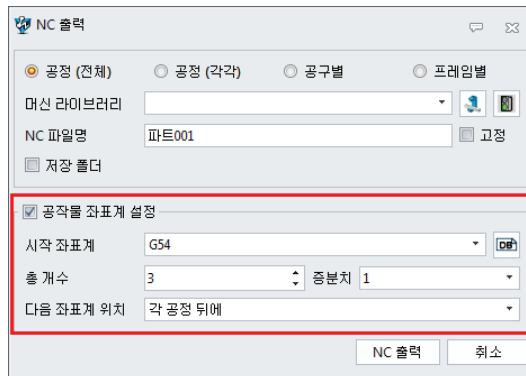 NC 출력
공정 (전체) 공정 (각각) 공구별 프레임별
머신 라이브러리
NC 파일명 파트001 고정
저장 폴더
공작물 좌표계 설정
시작 좌표계 G54 DB
총 개수 3 증분치 1
다음 좌표계 위치 각 공정 뒤에
NC 출력 취소